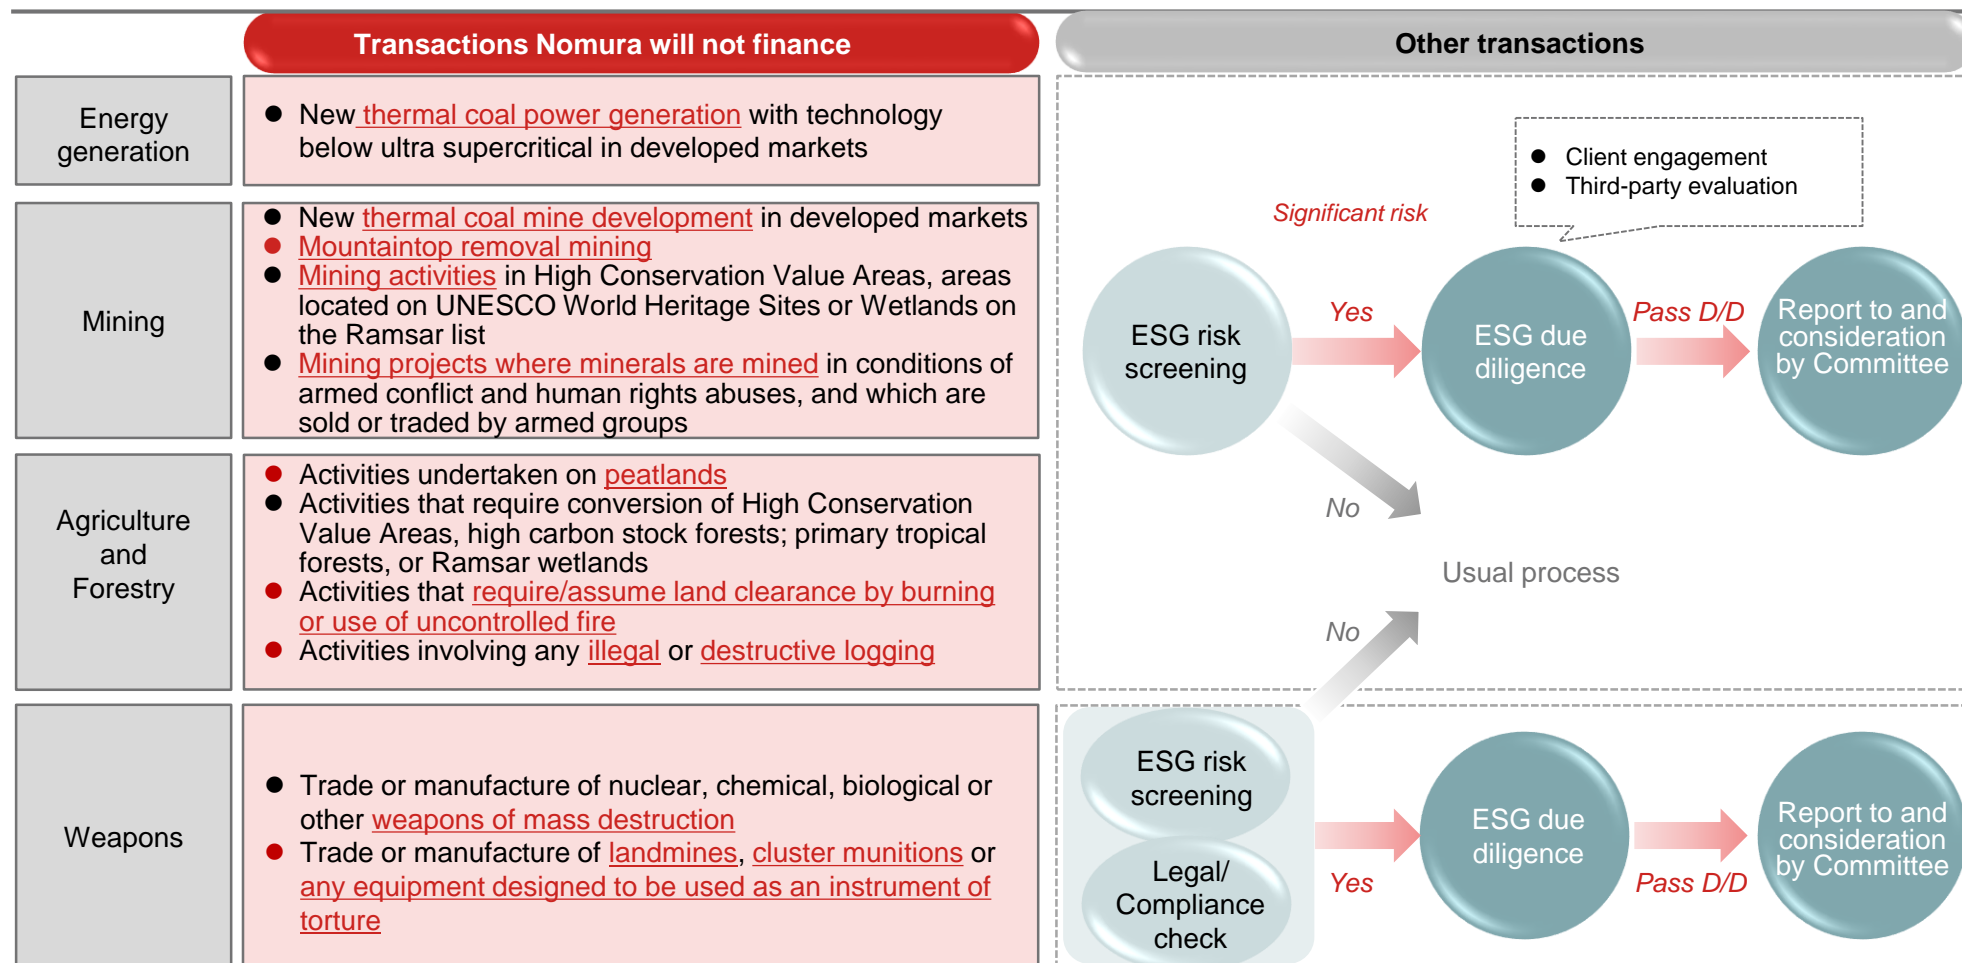 Transactions Nomura will not finance
Other transactions
Energy
generation
● New thermal coal power generation with technology
below ultra supercritical in developed markets
Mining
● New thermal coal mine development in developed markets
● Mountaintop removal mining
● Mining activities in High Conservation Value Areas, areas
located on UNESCO World Heritage Sites or Wetlands on
the Ramsar list
● Mining projects where minerals are mined in conditions of
armed conflict and human rights abuses, and which are
sold or traded by armed groups
Agriculture
and
Forestry
● Activities undertaken on peatlands
● Activities that require conversion of High Conservation
Value Areas, high carbon stock forests; primary tropical
forests, or Ramsar wetlands
● Activities that require/assume land clearance by burning
or use of uncontrolled fire
● Activities involving any illegal or destructive logging
Weapons
● Trade or manufacture of nuclear, chemical, biological or
other weapons of mass destruction
● Trade or manufacture of landmines, cluster munitions or
any equipment designed to be used as an instrument of
torture
● Client engagement
● Third-party evaluation
Significant risk
ESG risk
screening
Yes
ESG due
diligence
Pass D/D
Report to and
consideration
by Committee
No
Usual process
No
ESG risk
screening
Legal/
Compliance
check
Yes
ESG due
diligence
Pass D/D
Report to and
consideration
by Committee